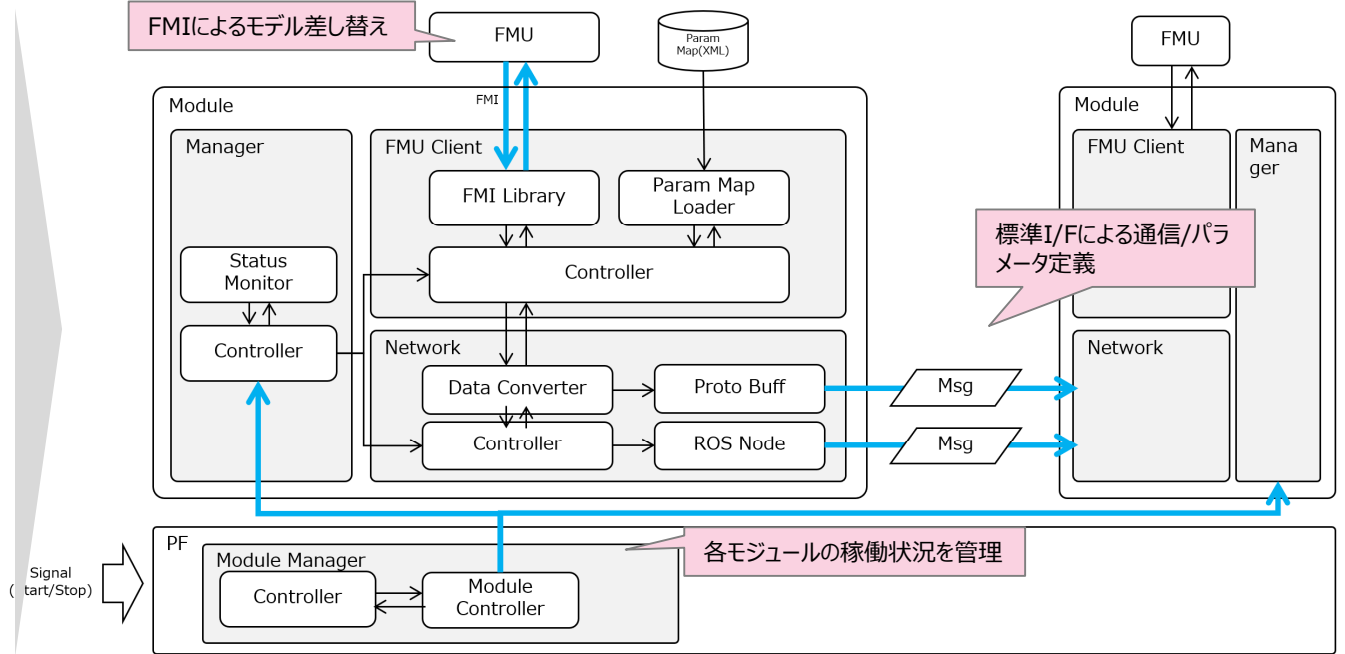 FMIによるモデル差し替え
FMU
Param
Map(XML)
FMU
FMI
Module
Module
Manager
FMU Client
FMU Client
Mana
ger
FMI Library
Param Map
Loader
標準I/Fによる通信/パラ
メータ定義
Status
Monitor
Controller
Controller
Network
Network
Data Converter
Proto Buff
Msg
Controller
ROS Node
Msg
PF
各モジュールの稼働状況を管理
Module Manager
Signal
(Start/Stop)
Controller
Module
Controller